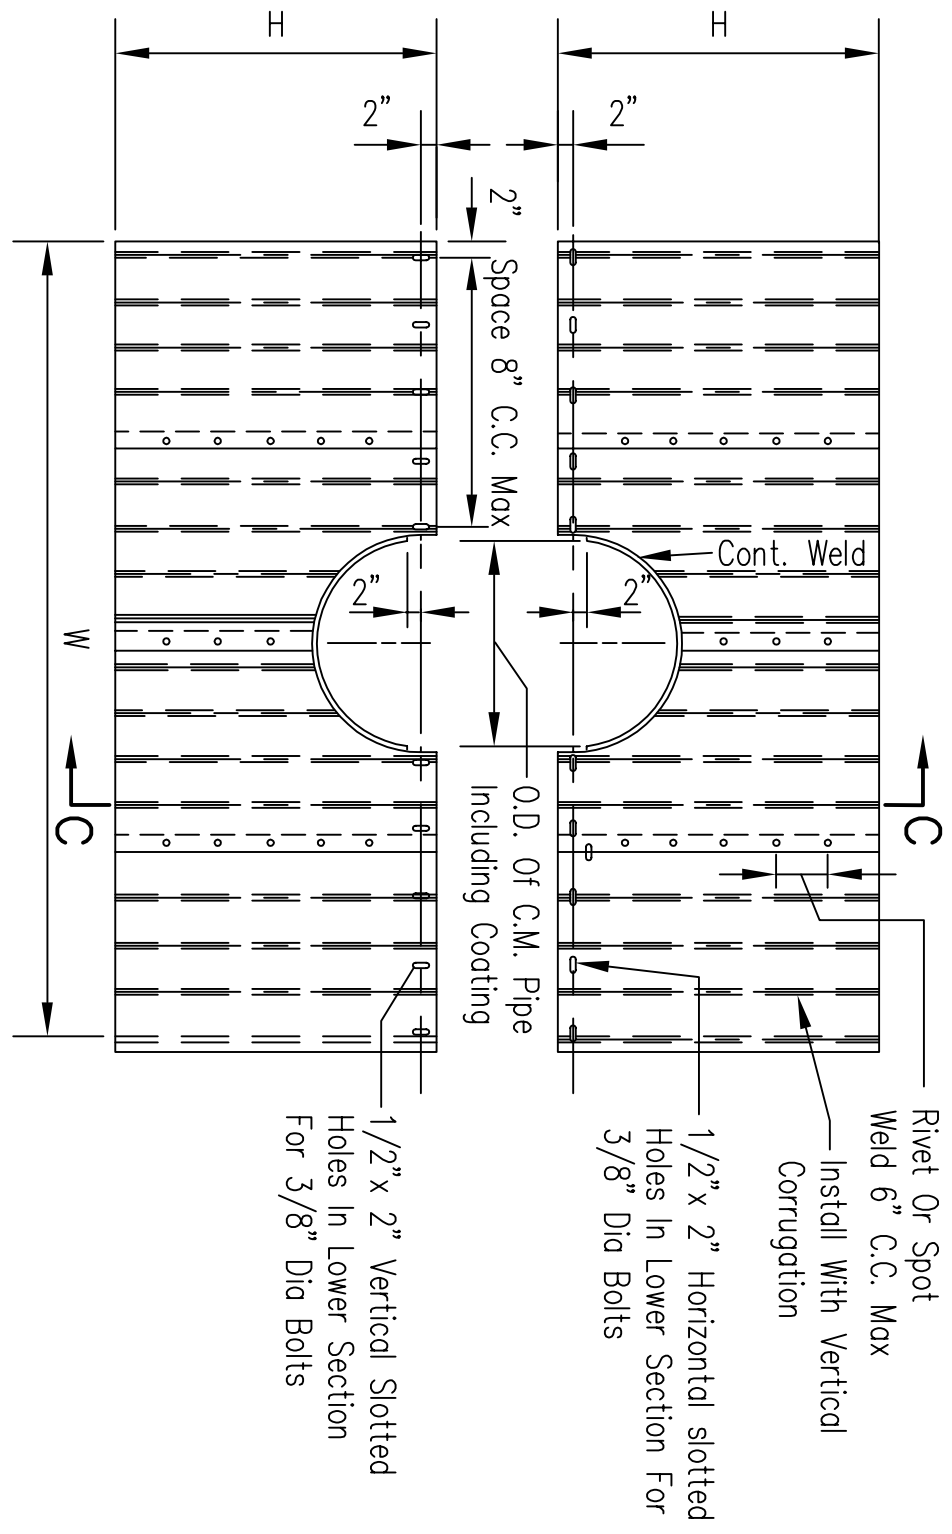 H
H
2”
2”
2”
Space 8” C.C. Max
Cont. Weld
2”
2”
W
C
C
O.D. Of C.M. Pipe
Including Coating
Rivet Or Spot
Weld 6” C.C. Max
Install With Vertical
Corrugation
1/2”x 2” Horizontal slotted
Holes In Lower Section For
3/8” Dia Bolts
1/2”x 2” Vertical Slotted
Holes In Lower Section
For 3/8” Dia Bolts